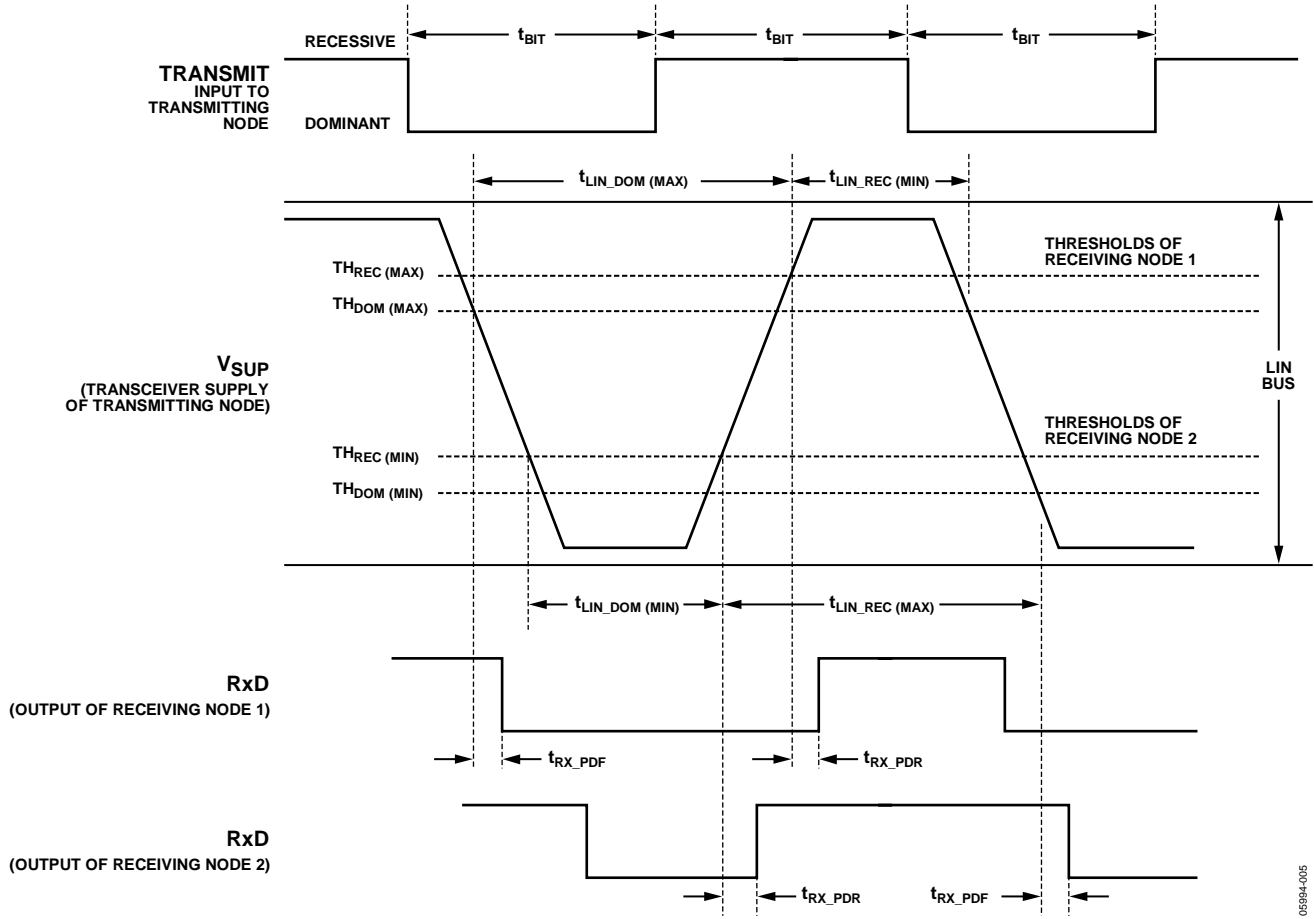 RECESSIVE
tBIT
tBIT
tBIT
TRANSMIT
INPUT TO
TRANSMITTING
NODE
DOMINANT
tLIN_DOM (MAX)
tLIN_REC (MIN)
THRESHOLDS OF
RECEIVING NODE 1
THREC (MAX)
THDOM (MAX)
VSUP
(TRANSCEIVER SUPPLY
OF TRANSMITTING NODE)
LIN
BUS
THRESHOLDS OF
RECEIVING NODE 2
THREC (MIN)
THDOM (MIN)
tLIN_DOM (MIN)
tLIN_REC (MAX)
RxD
(OUTPUT OF RECEIVING NODE 1)
tRX_PDF
tRX_PDR
RxD
(OUTPUT OF RECEIVING NODE 2)
tRX_PDR
tRX_PDF
05994-005